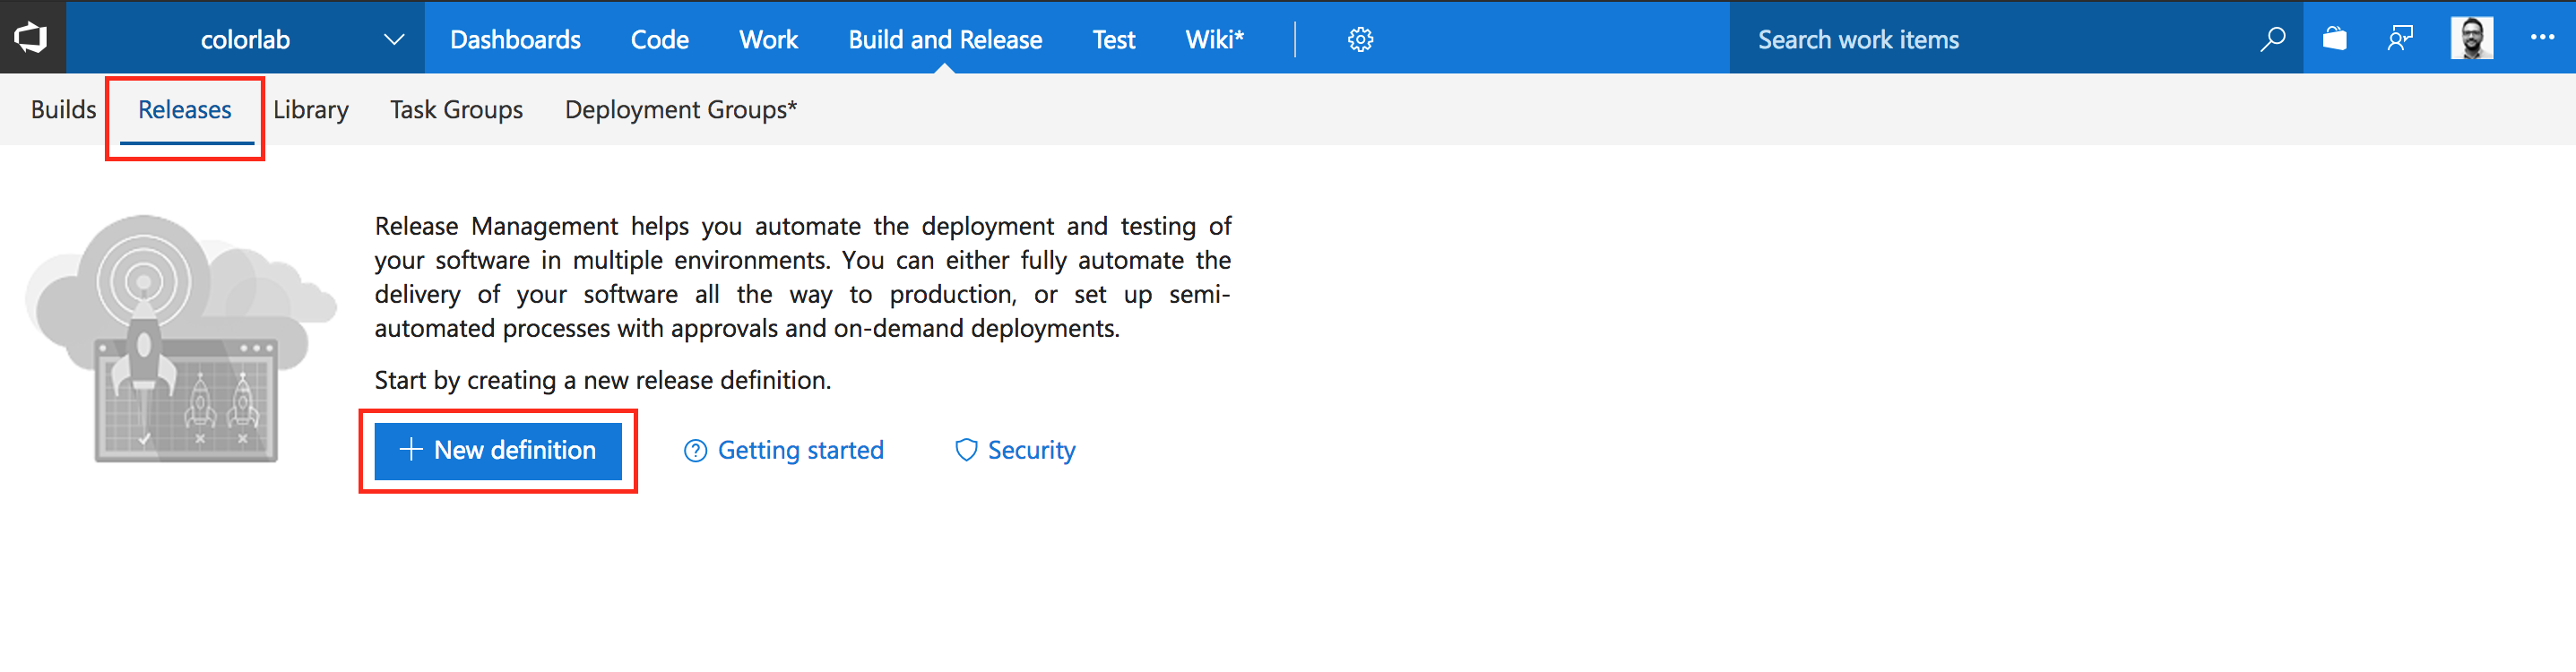 colorlab Dashboards Code Work Build and Release Test Wiki* Search work items
Builds Releases Library Task Groups Deployment Groups*
Release Management helps you automate the deployment and testing of
your software in multiple environments. You can either fully automate the
delivery of your software all the way to production, or set up semi-
automated processes with approvals and on-demand deployments.
Start by creating a new release definition.
New definition Getting started Security